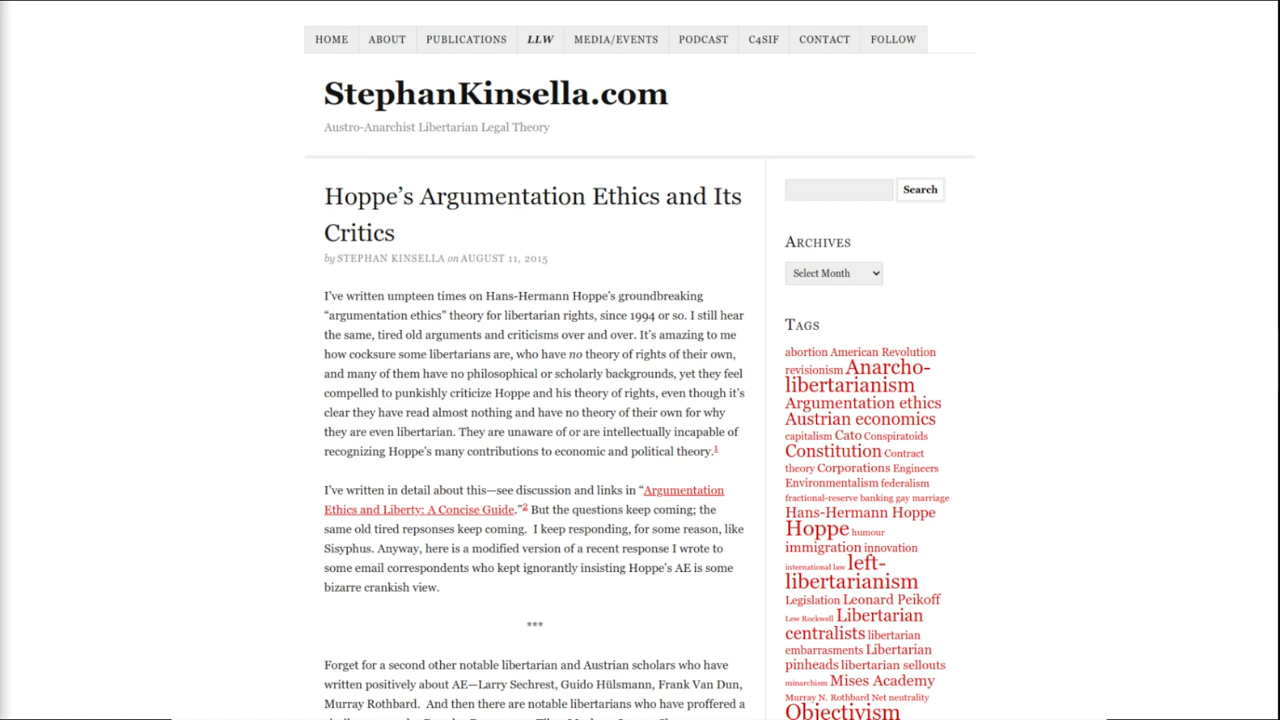 HOME ABOUT PUBLICATIONS LLW MEDIA/EVENTS PODCAST C4SIF CONTACT FOLLOW
StephanKinsella.com
Austro-Anarchist Libertarian Legal Theory
Hoppe’s Argumentation Ethics and Its
Critics
by STEPHAN KINSELLA on AUGUST 11, 2015
I’ve written umpteen times on Hans-Hermann Hoppe’s groundbreaking
“argumentation ethics” theory for libertarian rights, since 1994 or so. I still hear
the same, tired old arguments and criticisms over and over. It’s amazing to me
how cocksure some libertarians are, who have no theory of rights of their own,
and many of them have no philosophical or scholarly backgrounds, yet they feel
compelled to punkishly criticize Hoppe and his theory of rights, even though it’s
clear they have read almost nothing and have no theory of their own for why
they are even libertarian. They are unaware of or are intellectually incapable of
recognizing Hoppe’s many contributions to economic and political theory.1
I’ve written in detail about this—see discussion and links in “Argumentation
Ethics and Liberty: A Concise Guide.”2 But the questions keep coming; the
same old tired repsonses keep coming. I keep responding, for some reason, like
Sisyphus. Anyway, here is a modified version of a recent response I wrote to
some email correspondents who kept ignorantly insisting Hoppe’s AE is some
bizarre crankish view.
***
Forget for a second other notable libertarian and Austrian scholars who have
written positively about AE—Larry Sechrest, Guido Hülsmann, Frank Van Dun,
Murray Rothbard. And then there are notable libertarians who have proffered a
Search
ARCHIVES
Select Month
TAGS
abortion American Revolution
revisionism Anarcho-
libertarianism
Argumentation ethics
Austrian economics
capitalism Cato Conspiratoids
Constitution Contract
theory Corporations Engineers
Environmentalism federalism
fractional-reserve banking gay marriage
Hans-Hermann Hoppe
Hoppe humour
immigration innovation
international law left-
libertarianism
Legislation Leonard Peikoff
Lew Rockwell Libertarian
centralists libertarian
embarrasments Libertarian
pinheads libertarian sellouts
minarchism Mises Academy
Murray N. Rothbard Net neutrality
Objectivism